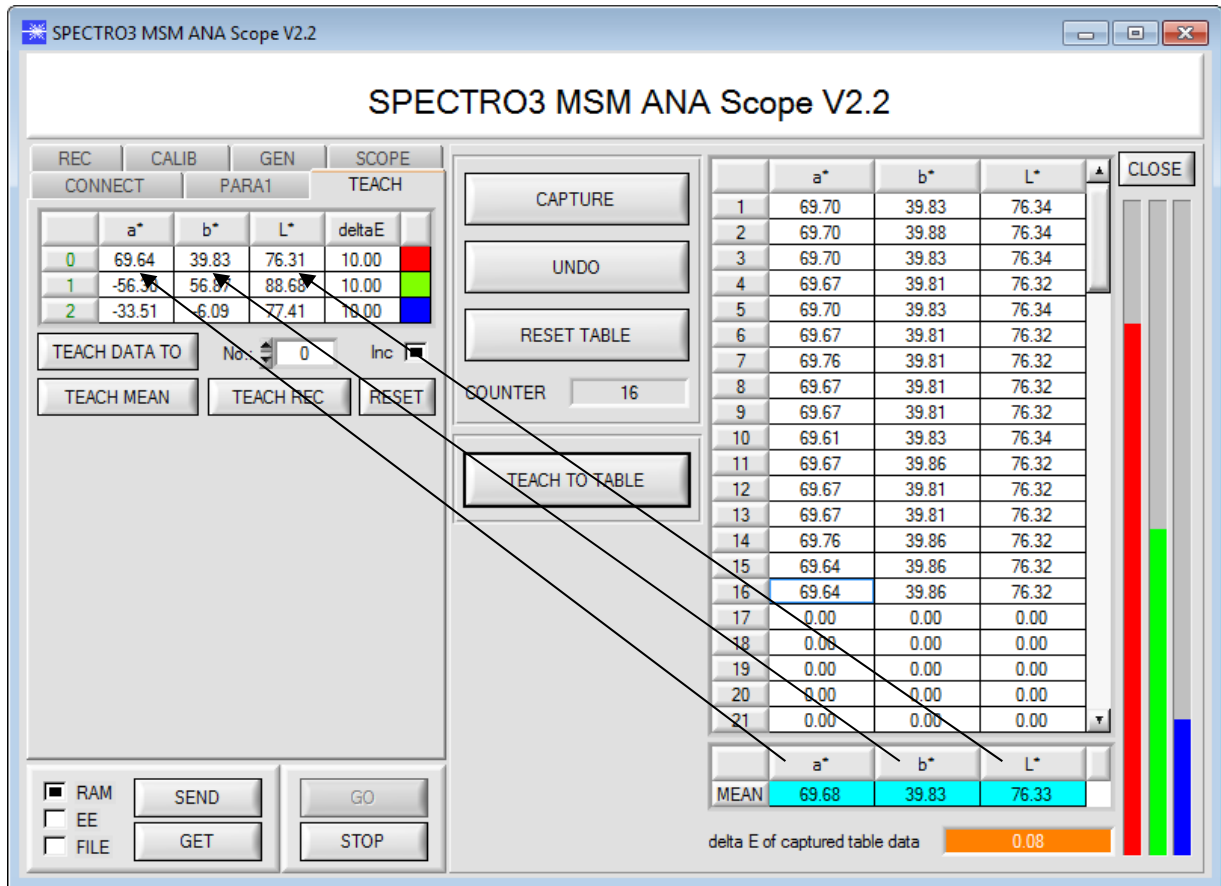 SPECTRO3 MSM ANA Scope V2.2
SPECTRO3 MSM ANA Scope V2.2
REC CALIB GEN SCOPE
CONNECT PARA1 TEACH
a* b* L* deltaE
0 69.64 39.83 76.31 10.00
1 -56.36 56.87 88.68 10.00
2 -33.51 -6.09 77.41 10.00
TEACH DATA TO No.: 0 Inc
TEACH MEAN TEACH REC RESET
CAPTURE
UNDO
RESET TABLE
COUNTER 16
TEACH TO TABLE
a* b* L*
1 69.70 39.83 76.34
2 69.70 39.88 76.34
3 69.70 39.83 76.34
4 69.67 39.81 76.32
5 69.70 39.83 76.34
6 69.67 39.81 76.32
7 69.76 39.81 76.32
8 69.67 39.81 76.32
9 69.67 39.81 76.32
10 69.61 39.83 76.34
11 69.67 39.86 76.32
12 69.67 39.81 76.32
13 69.67 39.81 76.32
14 69.76 39.86 76.32
15 69.64 39.86 76.32
16 69.64 39.86 76.32
17 0.00 0.00 0.00
18 0.00 0.00 0.00
19 0.00 0.00 0.00
20 0.00 0.00 0.00
21 0.00 0.00 0.00
a* b* L*
MEAN 69.68 39.83 76.33
delta E of captured table data 0.08
CLOSE
RAM
EE
FILE
SEND
GET
GO
STOP